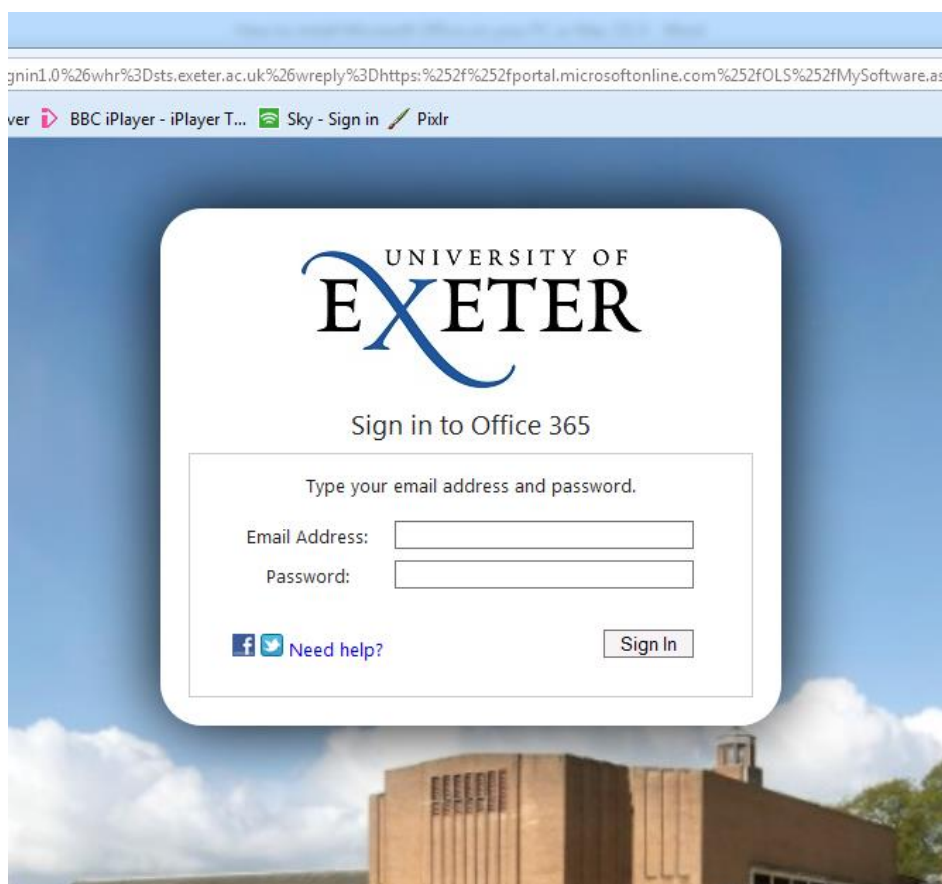 gnin1.0%26whr%3Dsts.exeter.ac.uk%26wreply%3Dhttps:%252f%252fportal.microsoftonline.com%252fOLS%252fMySoftware.as
ver BBC iPlayer - iPlayer T... Sky - Sign in Pixlr
UNIVERSITY OF
EXETER
Sign in to Office 365
Type your email address and password.
Email Address:
Password:
f Need help? Sign In